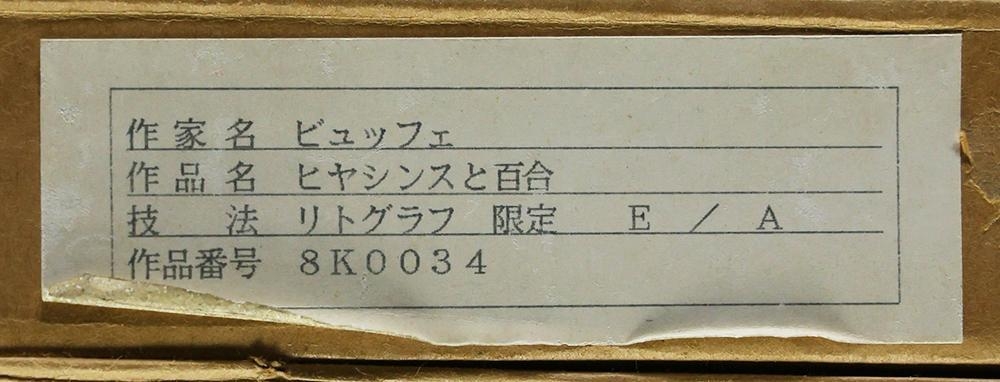 作家名 ビュッフェ
作品名 ヒヤシンスと百合
技法 リトグラフ 限定 E / A
作品番号 8K0034